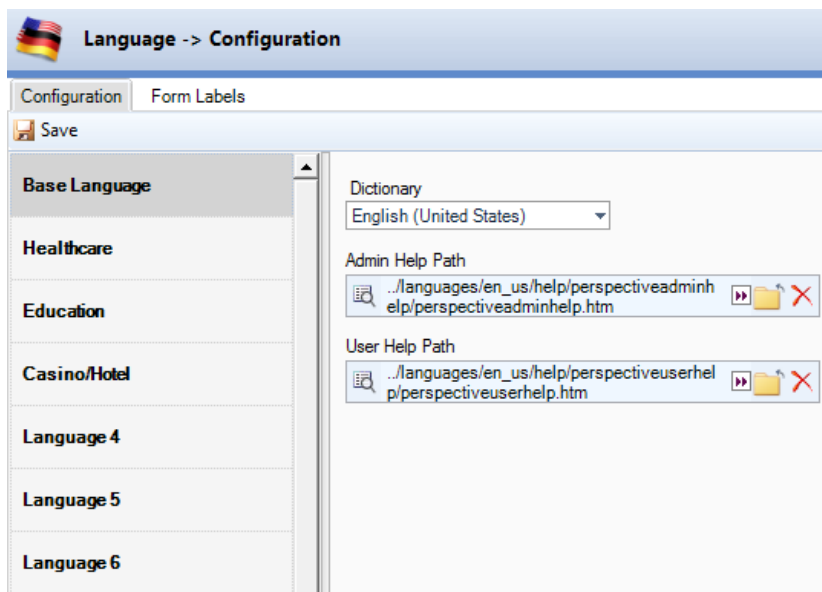 Language -> Configuration
Configuration Form Labels
Save
Base Language
Healthcare
Education
Casino/Hotel
Language 4
Language 5
Language 6
Dictionary
English (United States)
Admin Help Path
../languages/en_us/help/perspectiveadminh
elp/perspectiveadminhelp.htm
User Help Path
../languages/en_us/help/perspectiveuserhel
p/perspectiveuserhelp.htm